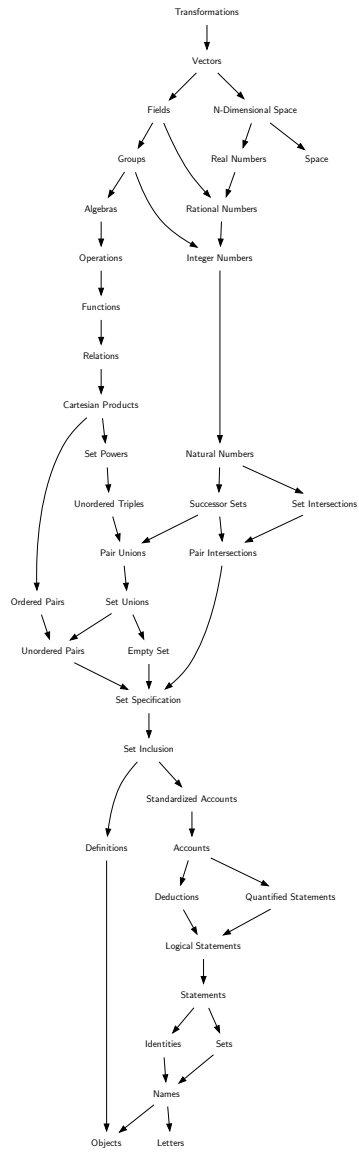 Transformations
Vectors
Fields
N-Dimensional Space
Groups
Real Numbers
Space
Algebras
Rational Numbers
Operations
Integer Numbers
Functions
Relations
Cartesian Products
Set Powers
Natural Numbers
Unordered Triples
Successor Sets
Set Intersections
Pair Unions
Pair Intersections
Ordered Pairs
Set Unions
Unordered Pairs
Empty Set
Set Specification
Set Inclusion
Standardized Accounts
Definitions
Accounts
Deductions
Quantified Statements
Logical Statements
Statements
Identities
Sets
Names
Objects
Letters